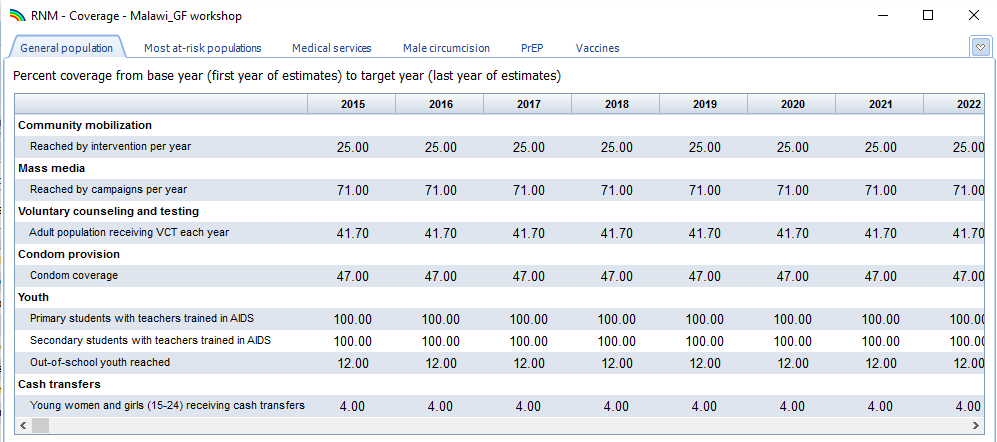 RNM - Coverage - Malawi_GF workshop
General population Most at-risk populations Medical services Male circumcision PrEP Vaccines
Percent coverage from base year (first year of estimates) to target year (last year of estimates)
2015 2016 2017 2018 2019 2020 2021 2022
Community mobilization
Reached by intervention per year 25.00 25.00 25.00 25.00 25.00 25.00 25.00 25.00
Mass media
Reached by campaigns per year 71.00 71.00 71.00 71.00 71.00 71.00 71.00 71.00
Voluntary counseling and testing
Adult population receiving VCT each year 41.70 41.70 41.70 41.70 41.70 41.70 41.70 41.70
Condom provision
Condom coverage 47.00 47.00 47.00 47.00 47.00 47.00 47.00 47.00
Youth
Primary students with teachers trained in AIDS 100.00 100.00 100.00 100.00 100.00 100.00 100.00 100.00
Secondary students with teachers trained in AIDS 100.00 100.00 100.00 100.00 100.00 100.00 100.00 100.00
Out-of-school youth reached 12.00 12.00 12.00 12.00 12.00 12.00 12.00 12.00
Cash transfers
Young women and girls (15-24) receiving cash transfers 4.00 4.00 4.00 4.00 4.00 4.00 4.00 4.00